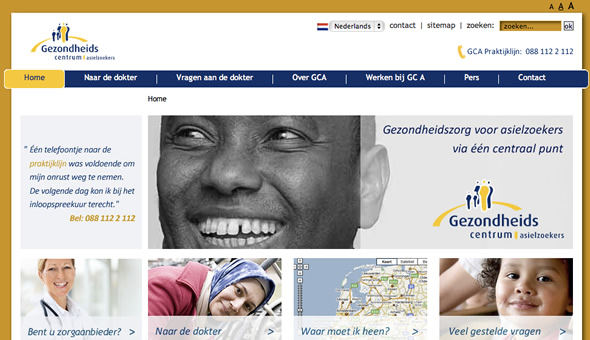 A A A
Gezondheids
centrum asielzoekers
Nederlands contact | sitemap | zoeken: zoeken... ok
GCA Praktijklijn: 088 112 2 112
Home Naar de dokter Vragen aan de dokter Over GCA Werken bij GC A Pers Contact
Home
" Één telefoontje naar de
praktijklijn was voldoende om
mijn onrust weg te nemen.
De volgende dag kon ik bij het
inloopspreekuur terecht."
Bel: 088 112 2 112
Gezondheidszorg voor asielzoekers
via één centraal punt
Gezondheids
centrum asielzoekers
Bent u zorgaanbieder? >
Naar de dokter >
Kaart Satelliet
Waar moet ik heen? >
Veel gestelde vragen >